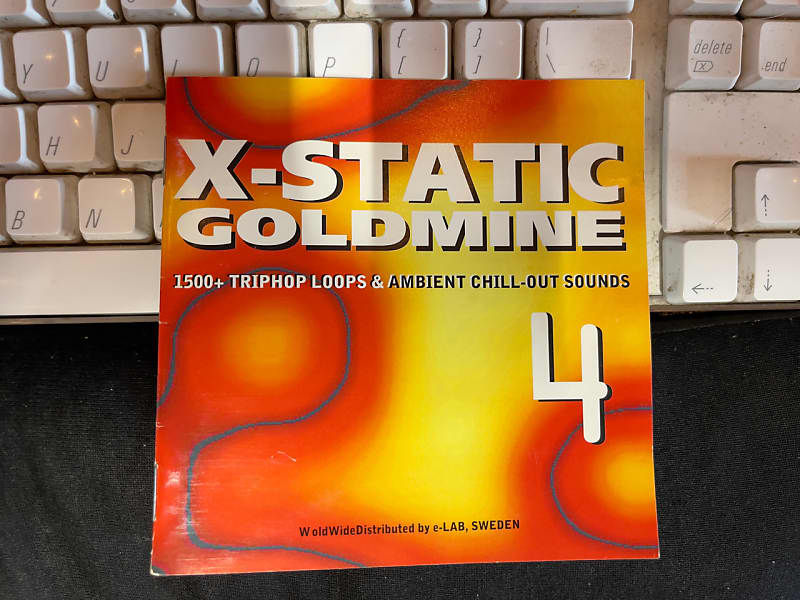 Y U I O P { [ } ] | \ delete end
H J
B N
X-STATIC
GOLDMINE
1500+ TRIPHOP LOOPS & AMBIENT CHILL-OUT SOUNDS
4
WoldWideDistributed by e-LAB, SWEDEN